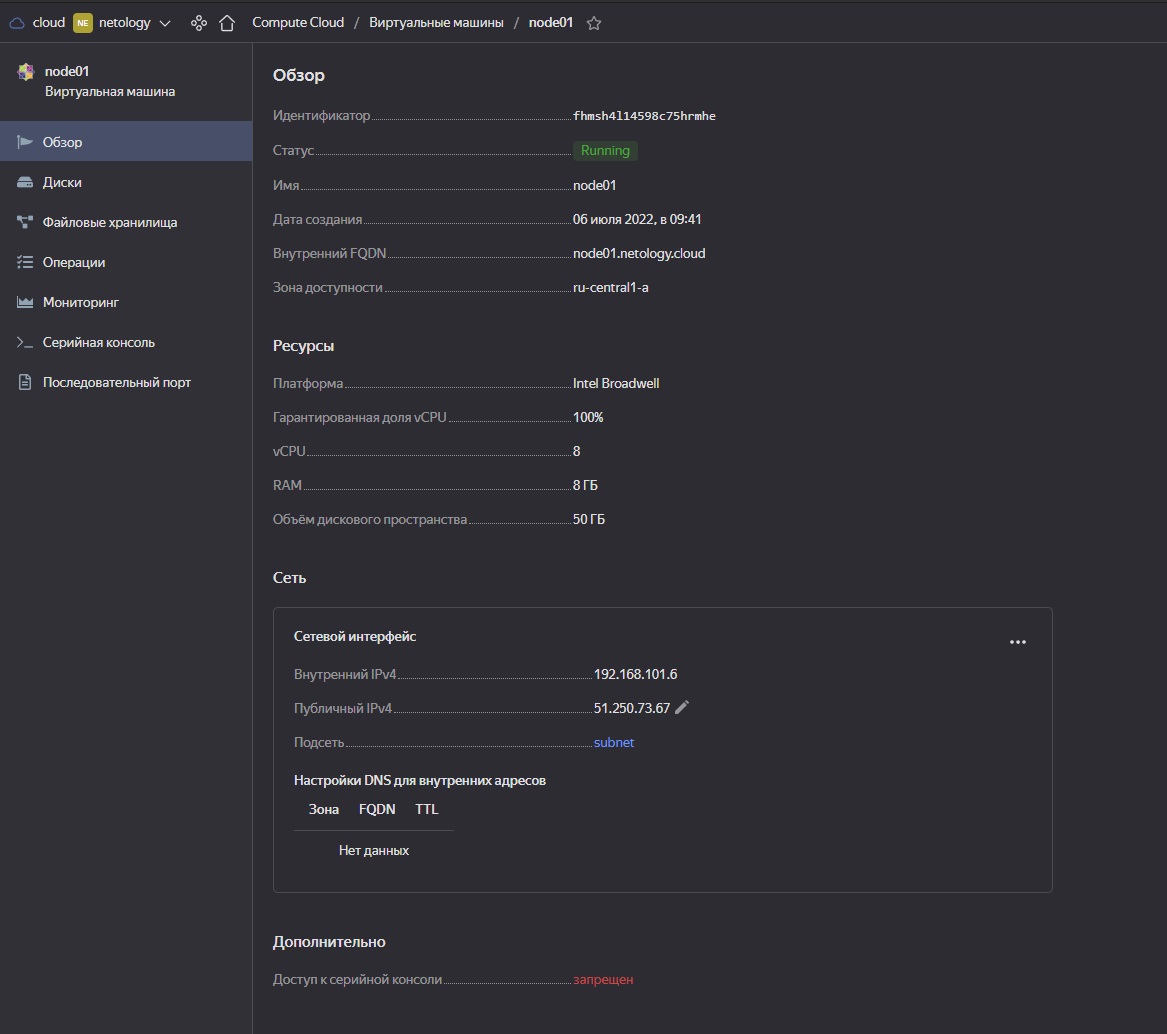 cloud NE netology Compute Cloud / Виртуальные машины / node01
node01
Виртуальная машина
Обзор
Диски
Файловые хранилища
Операции
Мониторинг
Серийная консоль
Последовательный порт
Обзор
Идентификатор fhmsh4l14598c75hrmhe
Статус Running
Имя node01
Дата создания 06 июля 2022, в 09:41
Внутренний FQDN node01.netology.cloud
Зона доступности ru-central1-a
Ресурсы
Платформа Intel Broadwell
Гарантированная доля vCPU 100%
vCPU 8
RAM 8 ГБ
Объём дискового пространства 50 ГБ
Сеть
Сетевой интерфейс
Внутренний IPv4 192.168.101.6
Публичный IPv4 51.250.73.67
Подсеть subnet
Настройки DNS для внутренних адресов
Зона FQDN TTL
Нет данных
Дополнительно
Доступ к серийной консоли запрещен